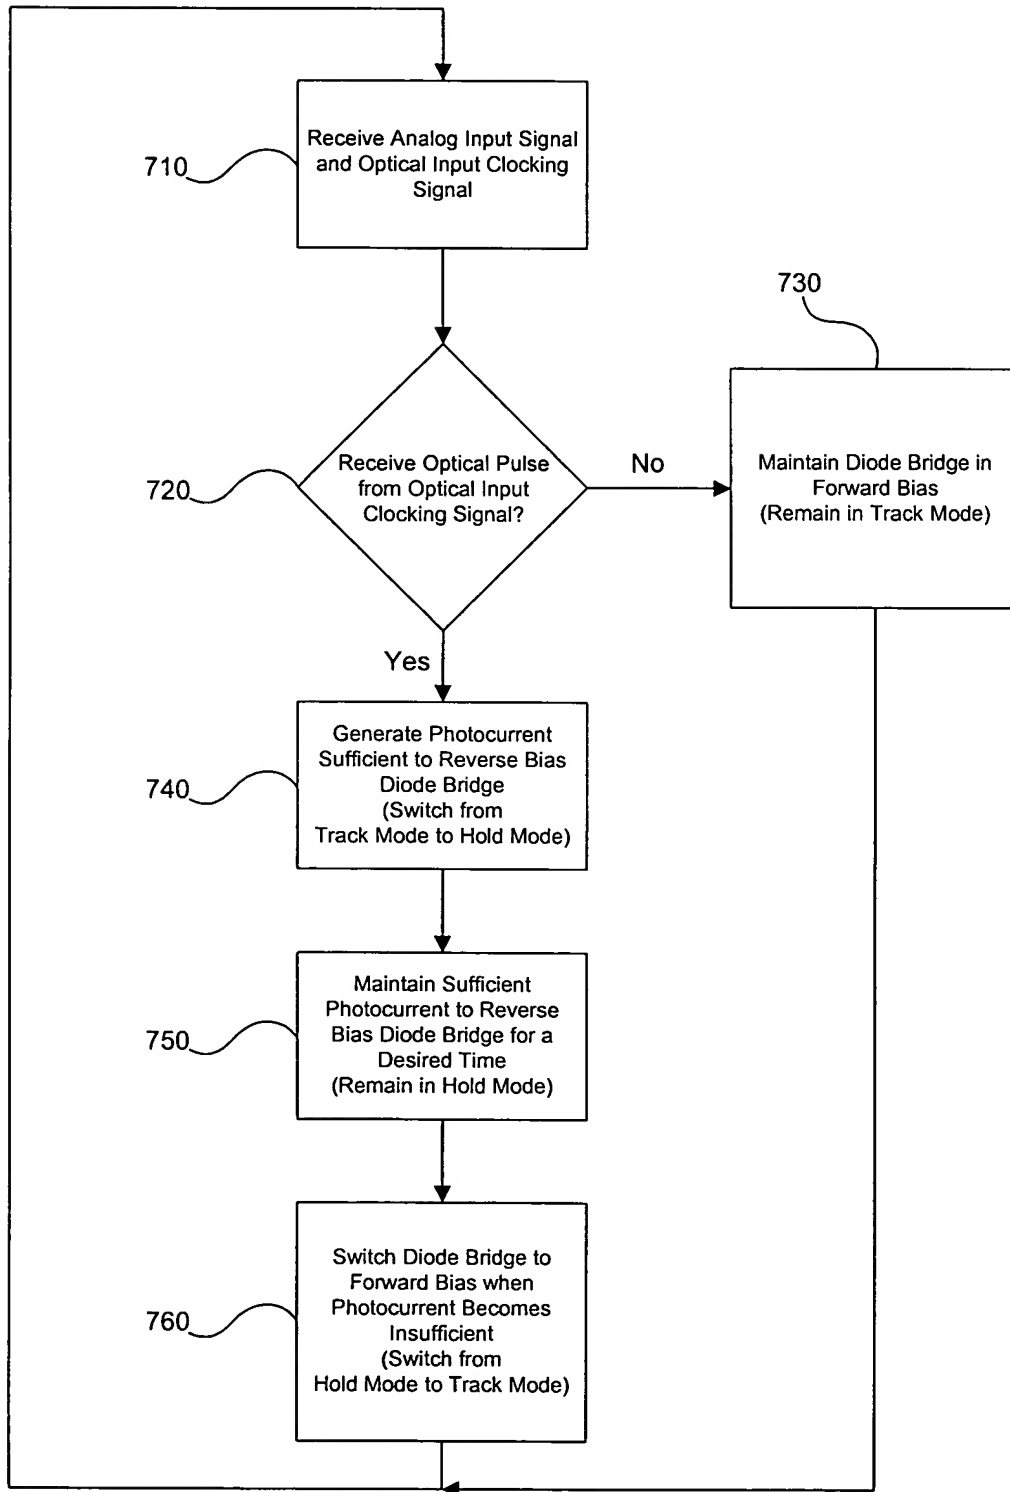 710
Receive Analog Input Signal
and Optical Input Clocking
Signal
720
Receive Optical Pulse
from Optical Input
Clocking Signal?
No
730
Maintain Diode Bridge in
Forward Bias
(Remain in Track Mode)
Yes
740
Generate Photocurrent
Sufficient to Reverse Bias
Diode Bridge
(Switch from
Track Mode to Hold Mode)
750
Maintain Sufficient
Photocurrent to Reverse
Bias Diode Bridge for a
Desired Time
(Remain in Hold Mode)
760
Switch Diode Bridge to
Forward Bias when
Photocurrent Becomes
Insufficient
(Switch from
Hold Mode to Track Mode)